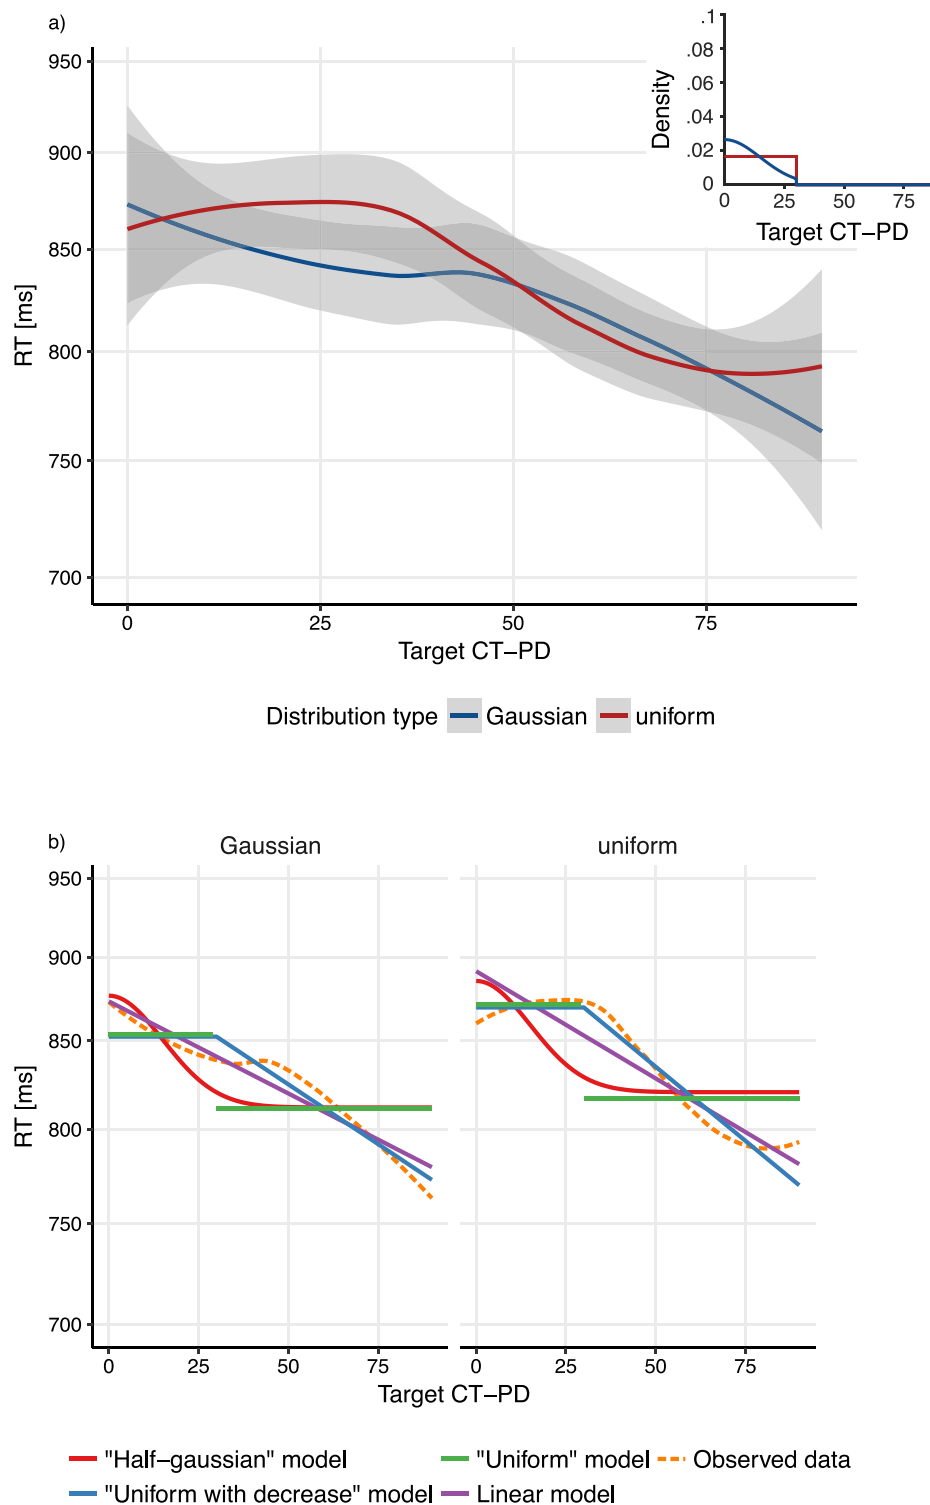 a)
.1
.08
.06
.04
.02
0
Density
0 25 50 75
Target CT−PD
950
900
850
800
750
700
RT [ms]
0 25 50 75
Target CT−PD
Distribution type Gaussian uniform
b)
Gaussian uniform
950
900
850
800
750
700
RT [ms]
0 25 50 75 0 25 50 75
Target CT−PD
"Half−gaussian" model "Uniform" model Observed data
"Uniform with decrease" model Linear model